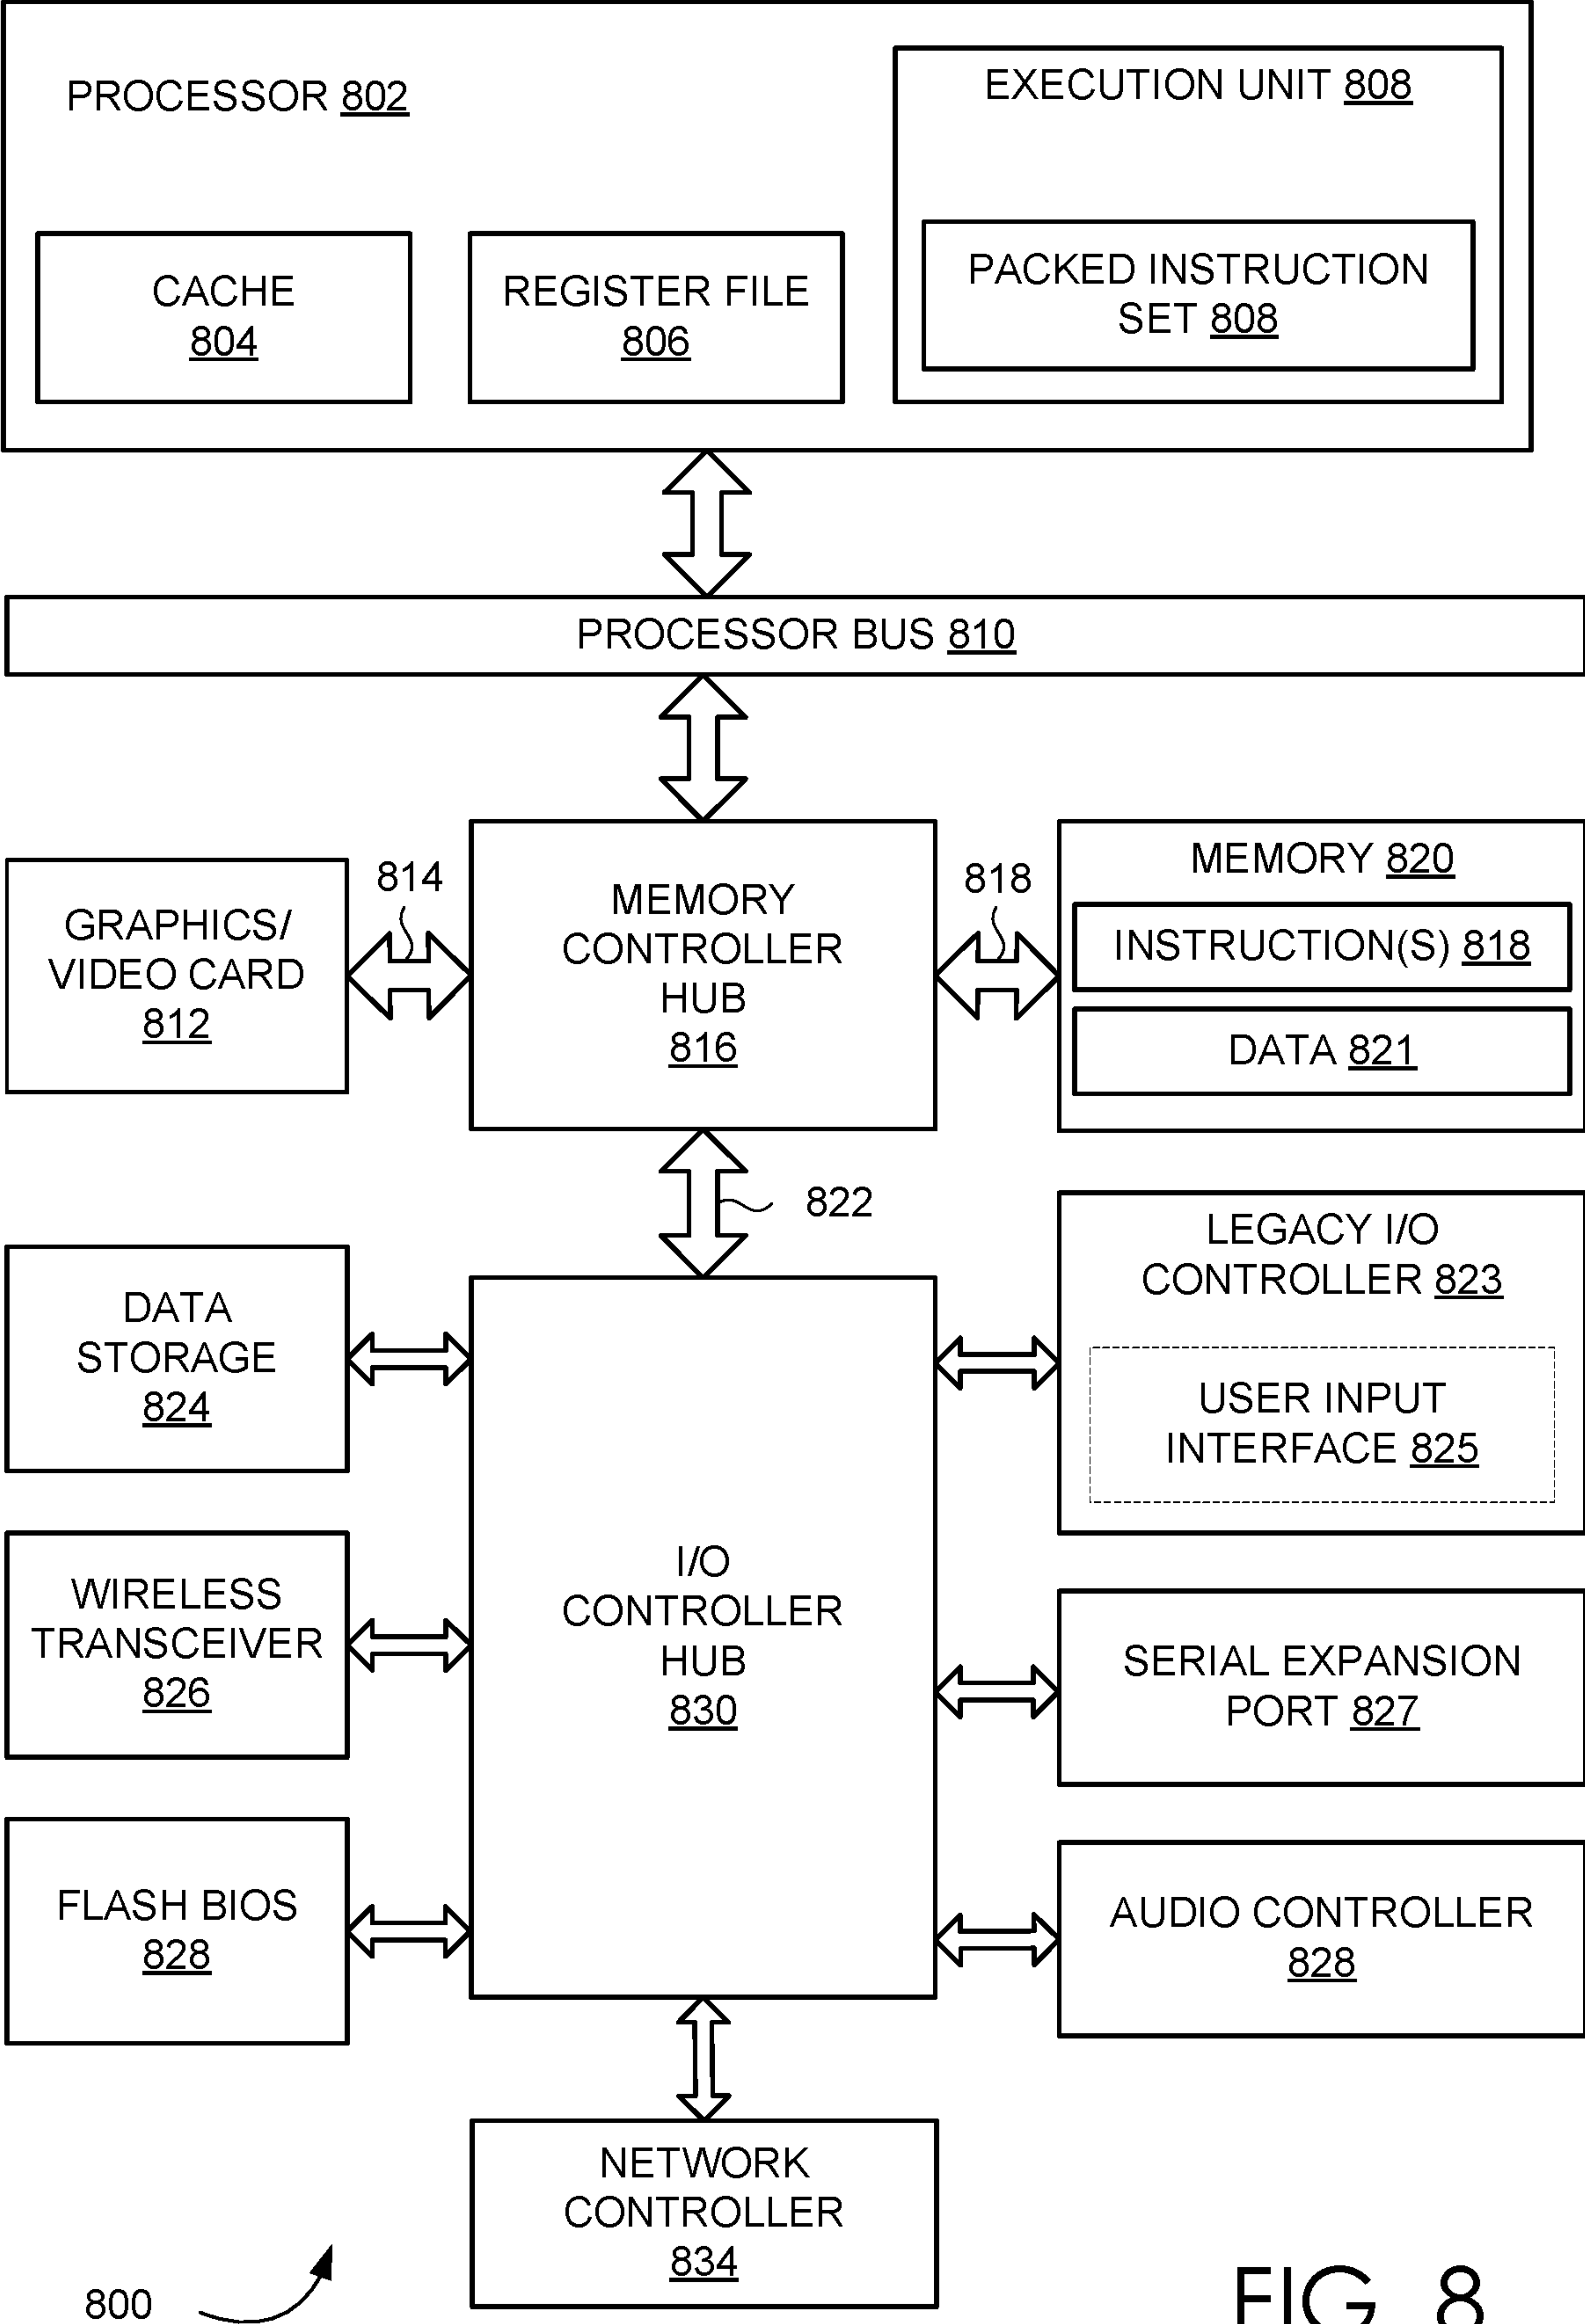 PROCESSOR 802
EXECUTION UNIT 808
CACHE
804
REGISTER FILE
806
PACKED INSTRUCTION
SET 808
PROCESSOR BUS 810
GRAPHICS/
VIDEO CARD
812
814
MEMORY
CONTROLLER
HUB
816
818
MEMORY 820
INSTRUCTION(S) 818
DATA 821
822
DATA
STORAGE
824
LEGACY I/O
CONTROLLER 823
USER INPUT
INTERFACE 825
WIRELESS
TRANSCEIVER
826
I/O
CONTROLLER
HUB
830
SERIAL EXPANSION
PORT 827
FLASH BIOS
828
AUDIO CONTROLLER
828
NETWORK
CONTROLLER
834
800
FIG. 8